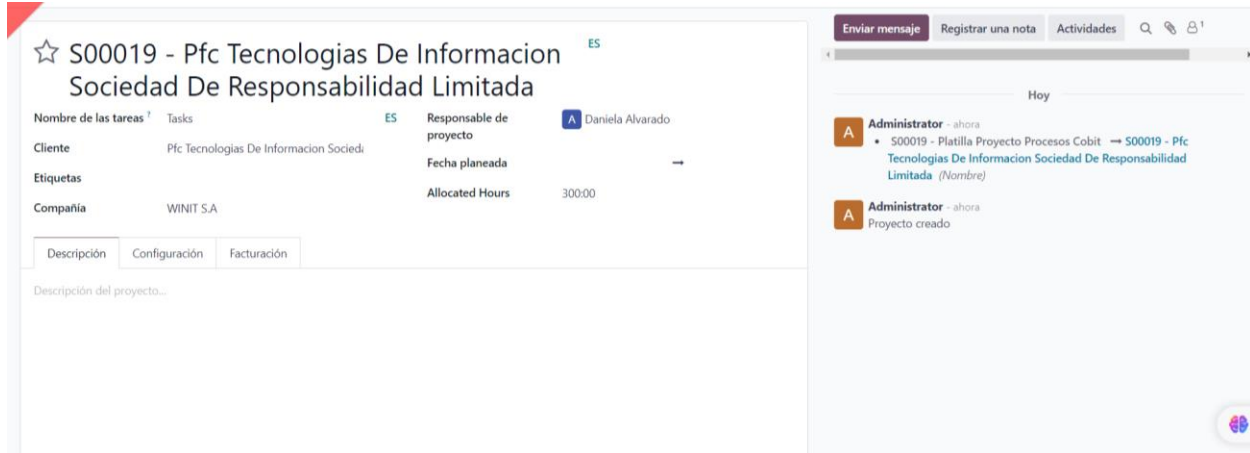 S00019 - Pfc Tecnologias De Informacion
Sociedad De Responsabilidad Limitada
ES
Nombre de las tareas ?
Tasks
ES
Cliente
Pfc Tecnologias De Informacion Socied
Etiquetas
Compañía
WINIT S.A
Responsable de
proyecto
A Daniela Alvarado
Fecha planeada
→
Allocated Hours
300:00
Descripción
Configuración
Facturación
Descripción del proyecto...
Enviar mensaje
Registrar una nota
Actividades
1
Hoy
A
Administrator - ahora
• S00019 - Platilla Proyecto Procesos Cobit → S00019 - Pfc
Tecnologias De Informacion Sociedad De Responsabilidad
Limitada (Nombre)
A
Administrator - ahora
Proyecto creado